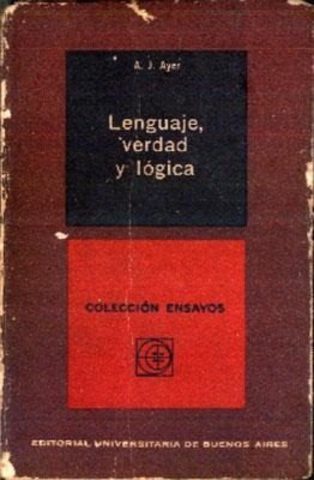 A. J. Ayer
Lenguaje,
verdad
y lógica
COLECCIÓN ENSAYOS
EDITORIAL UNIVERSITARIA DE BUENOS AIRES